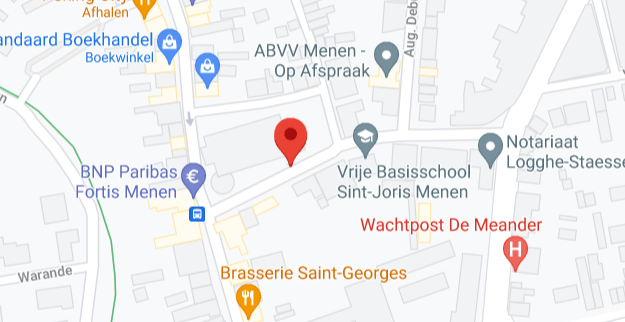 Afhalen
andaard Boekhandel
Boekwinkel
ABVV Menen -
Op Afspraak
Aug. Deb
BNP Paribas
Fortis Menen
€
Vrije Basisschool
Sint-Joris Menen
Notariaat
Logghe-Staesse
Wachtpost De Meander
H
Warande
Brasserie Saint-Georges